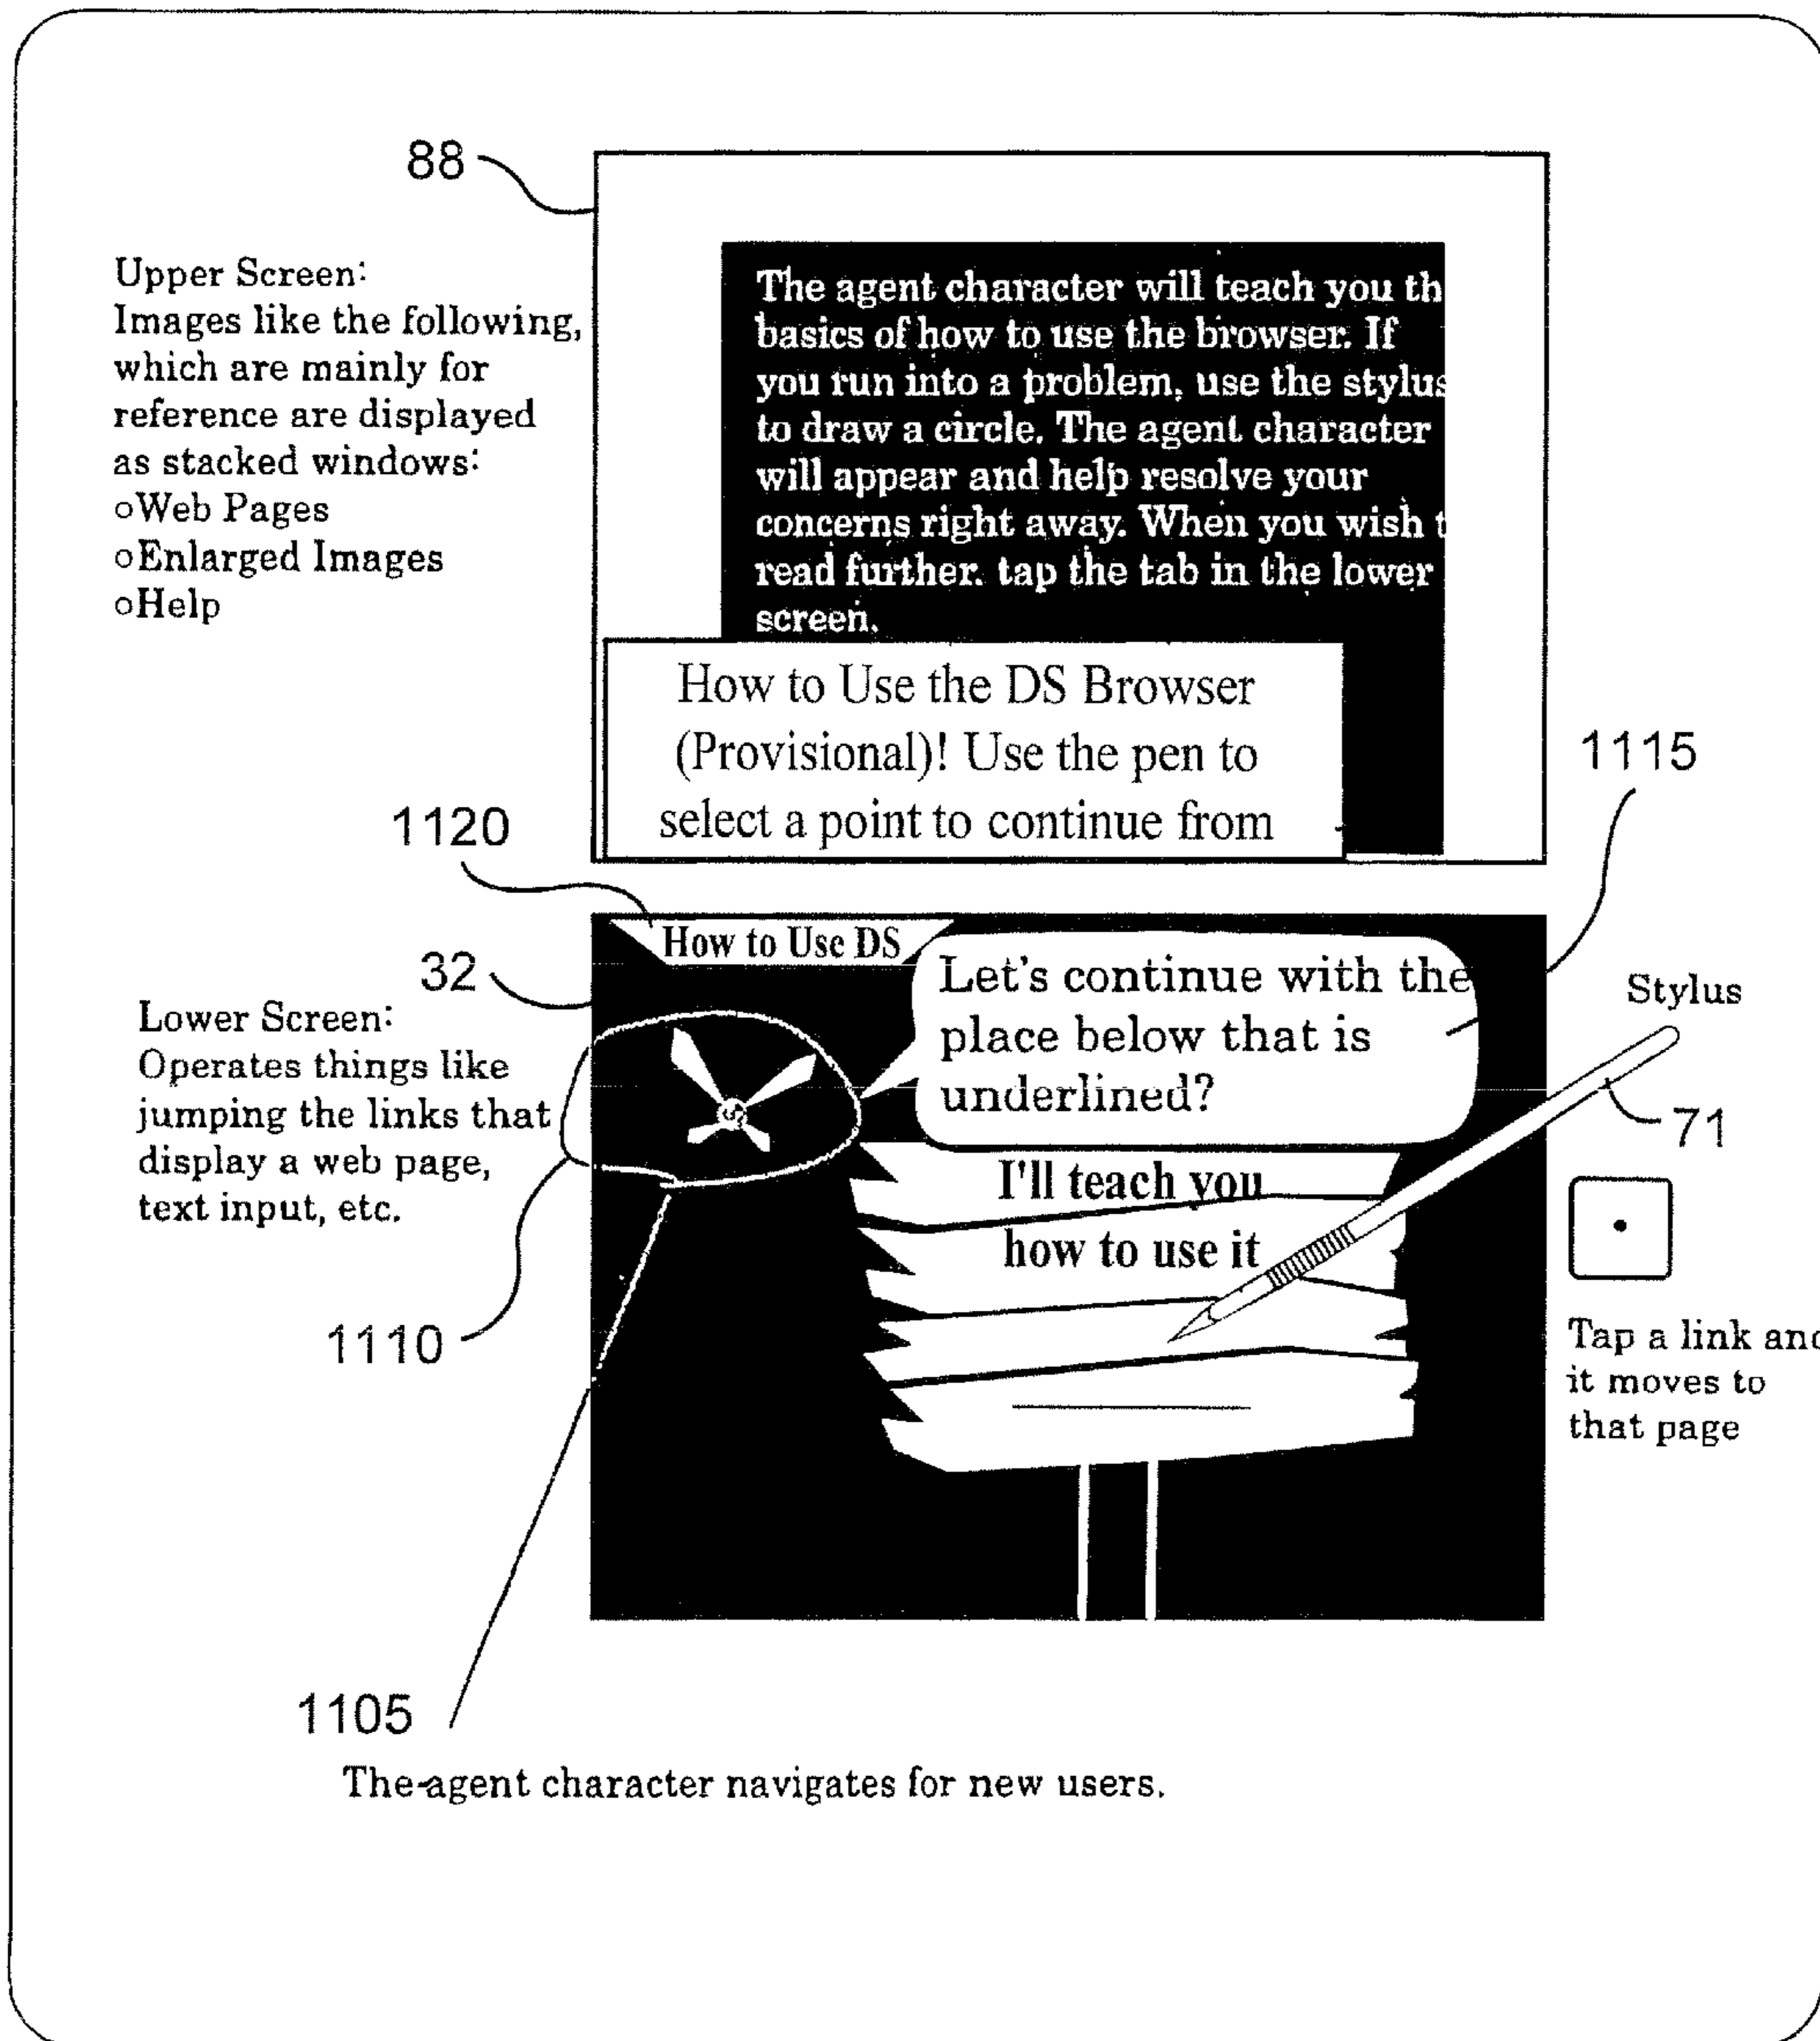 88
Upper Screen:
Images like the following,
which are mainly for
reference are displayed
as stacked windows:
○Web Pages
○Enlarged Images
○Help
The agent character will teach you th
basics of how to use the browser. If
you run into a problem, use the stylus
to draw a circle. The agent character
will appear and help resolve your
concerns right away. When you wish t
read further. tap the tab in the lower
screen.
How to Use the DS Browser
(Provisional)! Use the pen to
select a point to continue from
1115
1120
32
How to Use DS
Let's continue with the
place below that is
underlined?
Stylus
71
Lower Screen:
Operates things like
jumping the links that
display a web page,
text input, etc.
I'll teach you
how to use it
1110
Tap a link and
it moves to
that page
1105
The agent character navigates for new users.